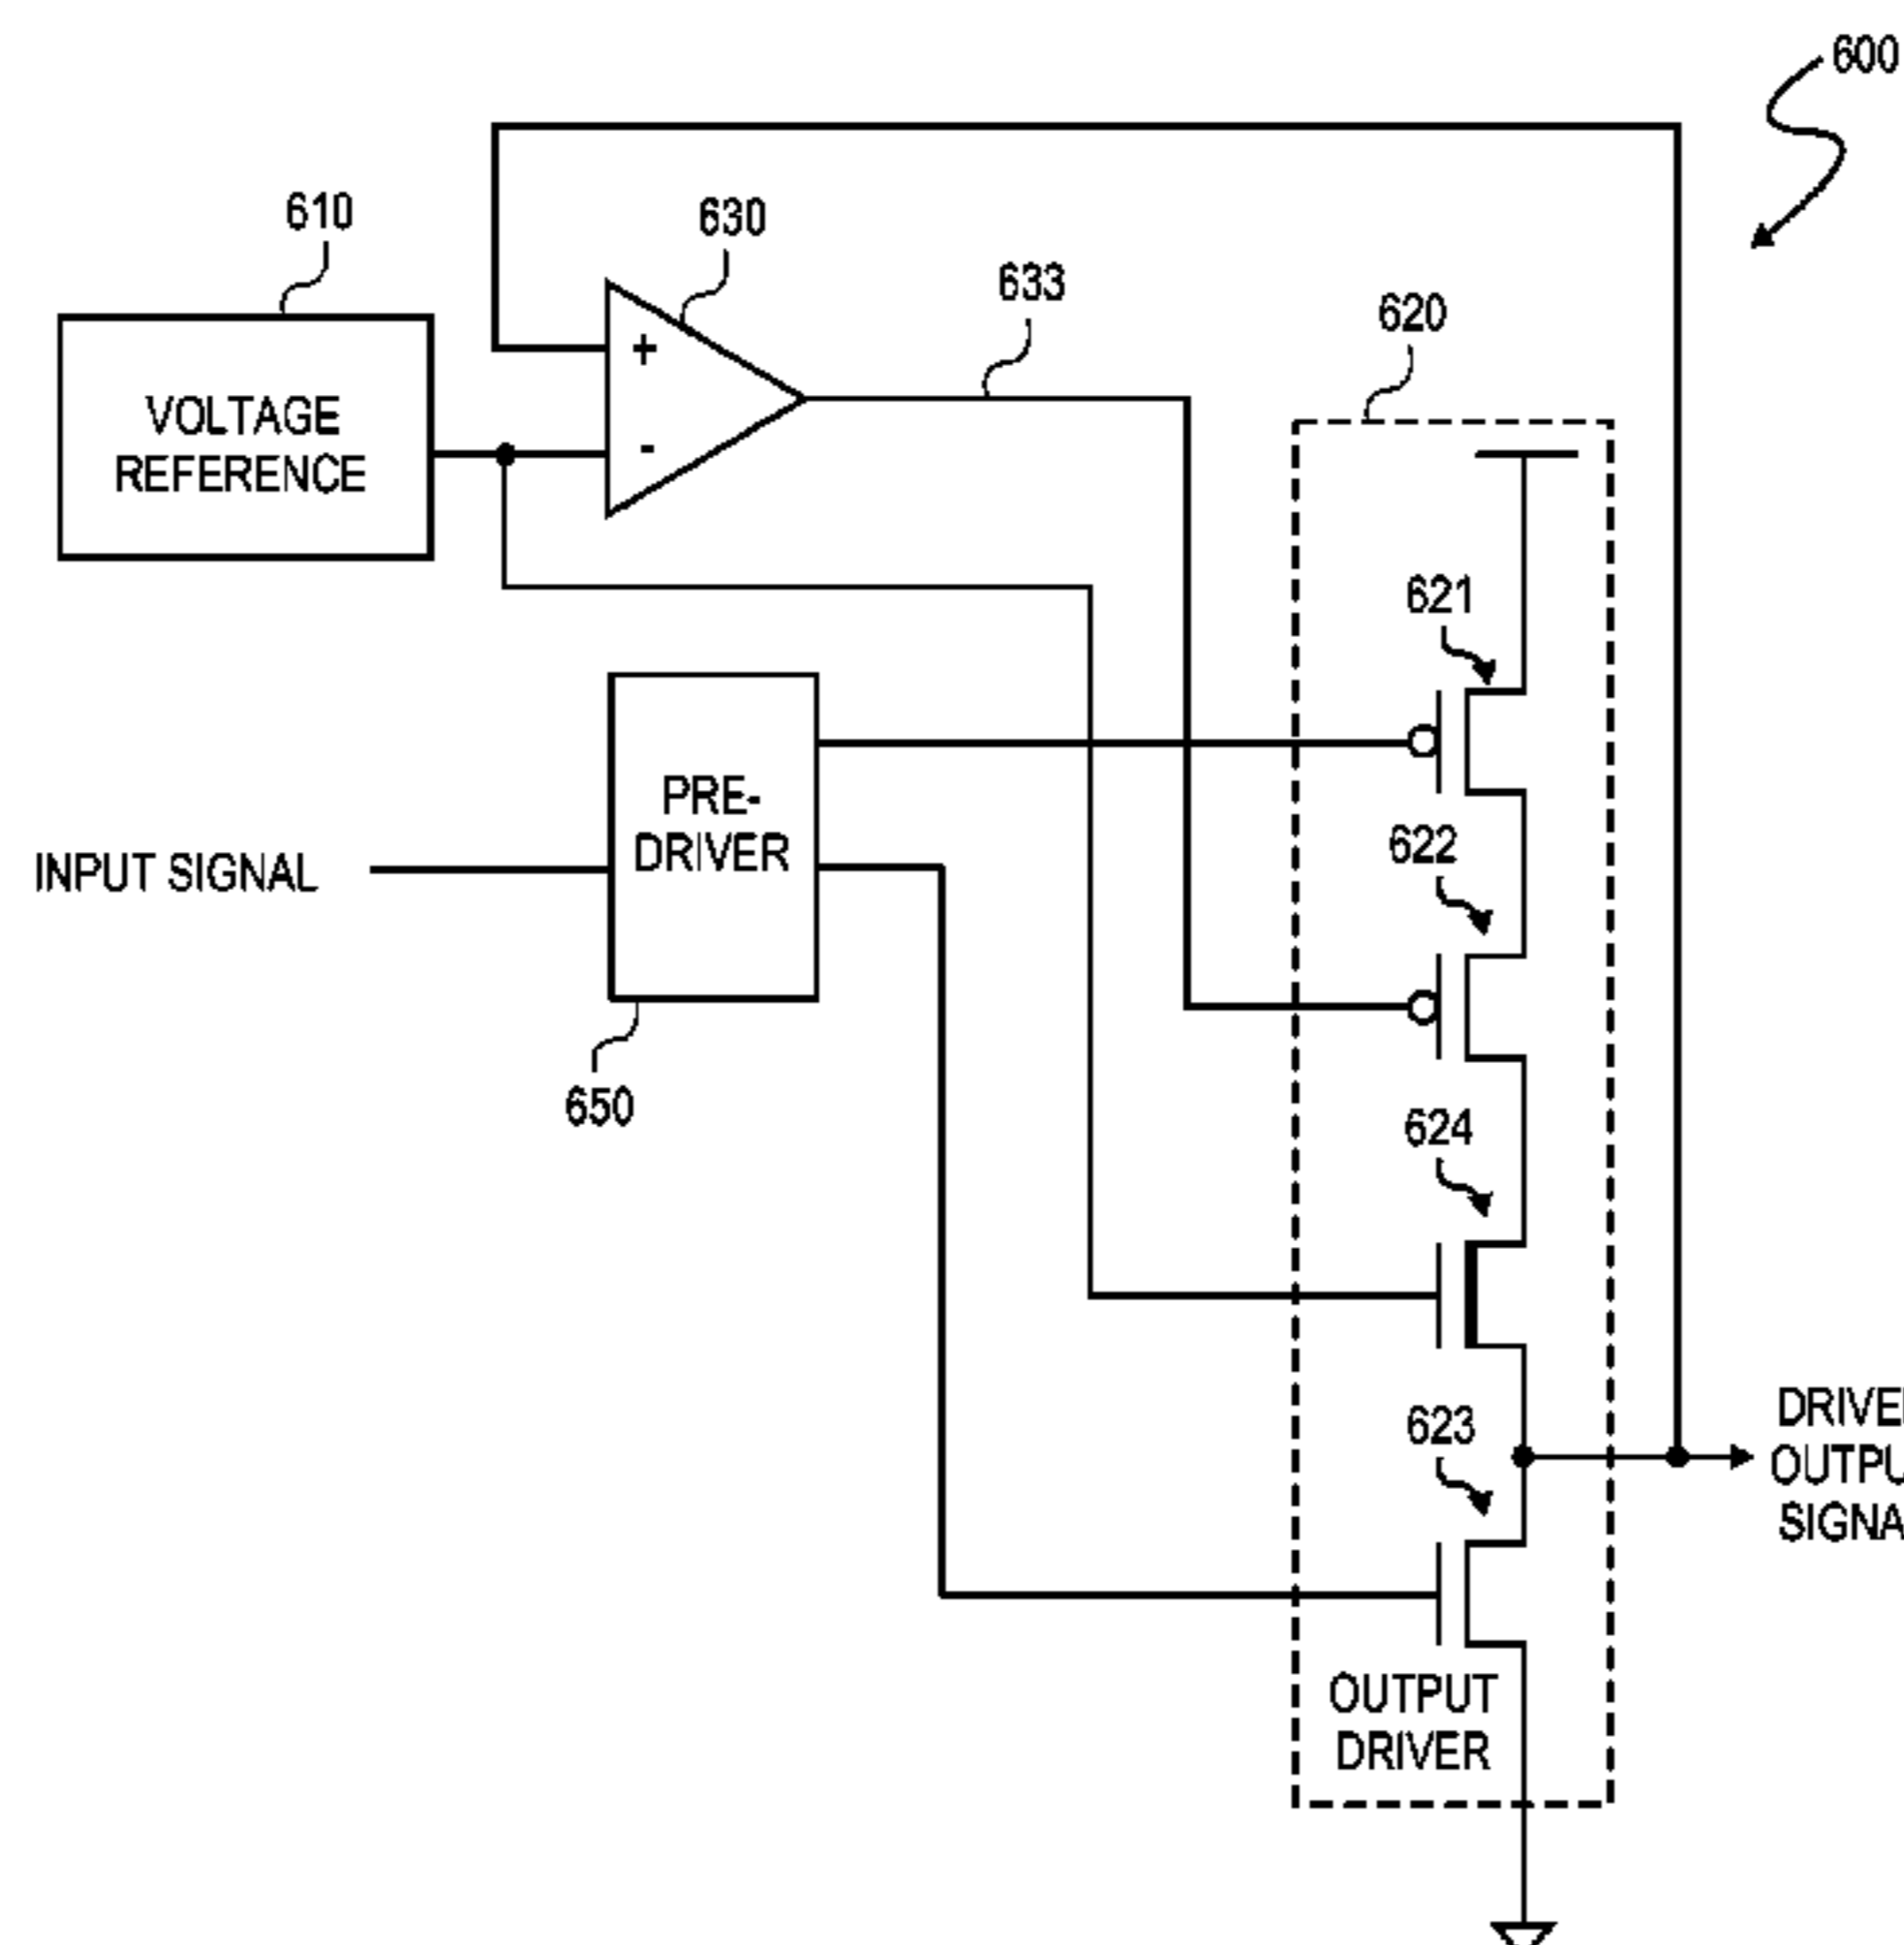 600
610
630
633
620
VOLTAGE
REFERENCE
+
-
621
PRE-
DRIVER
622
INPUT SIGNAL
650
624
623
OUTPUT
DRIVER